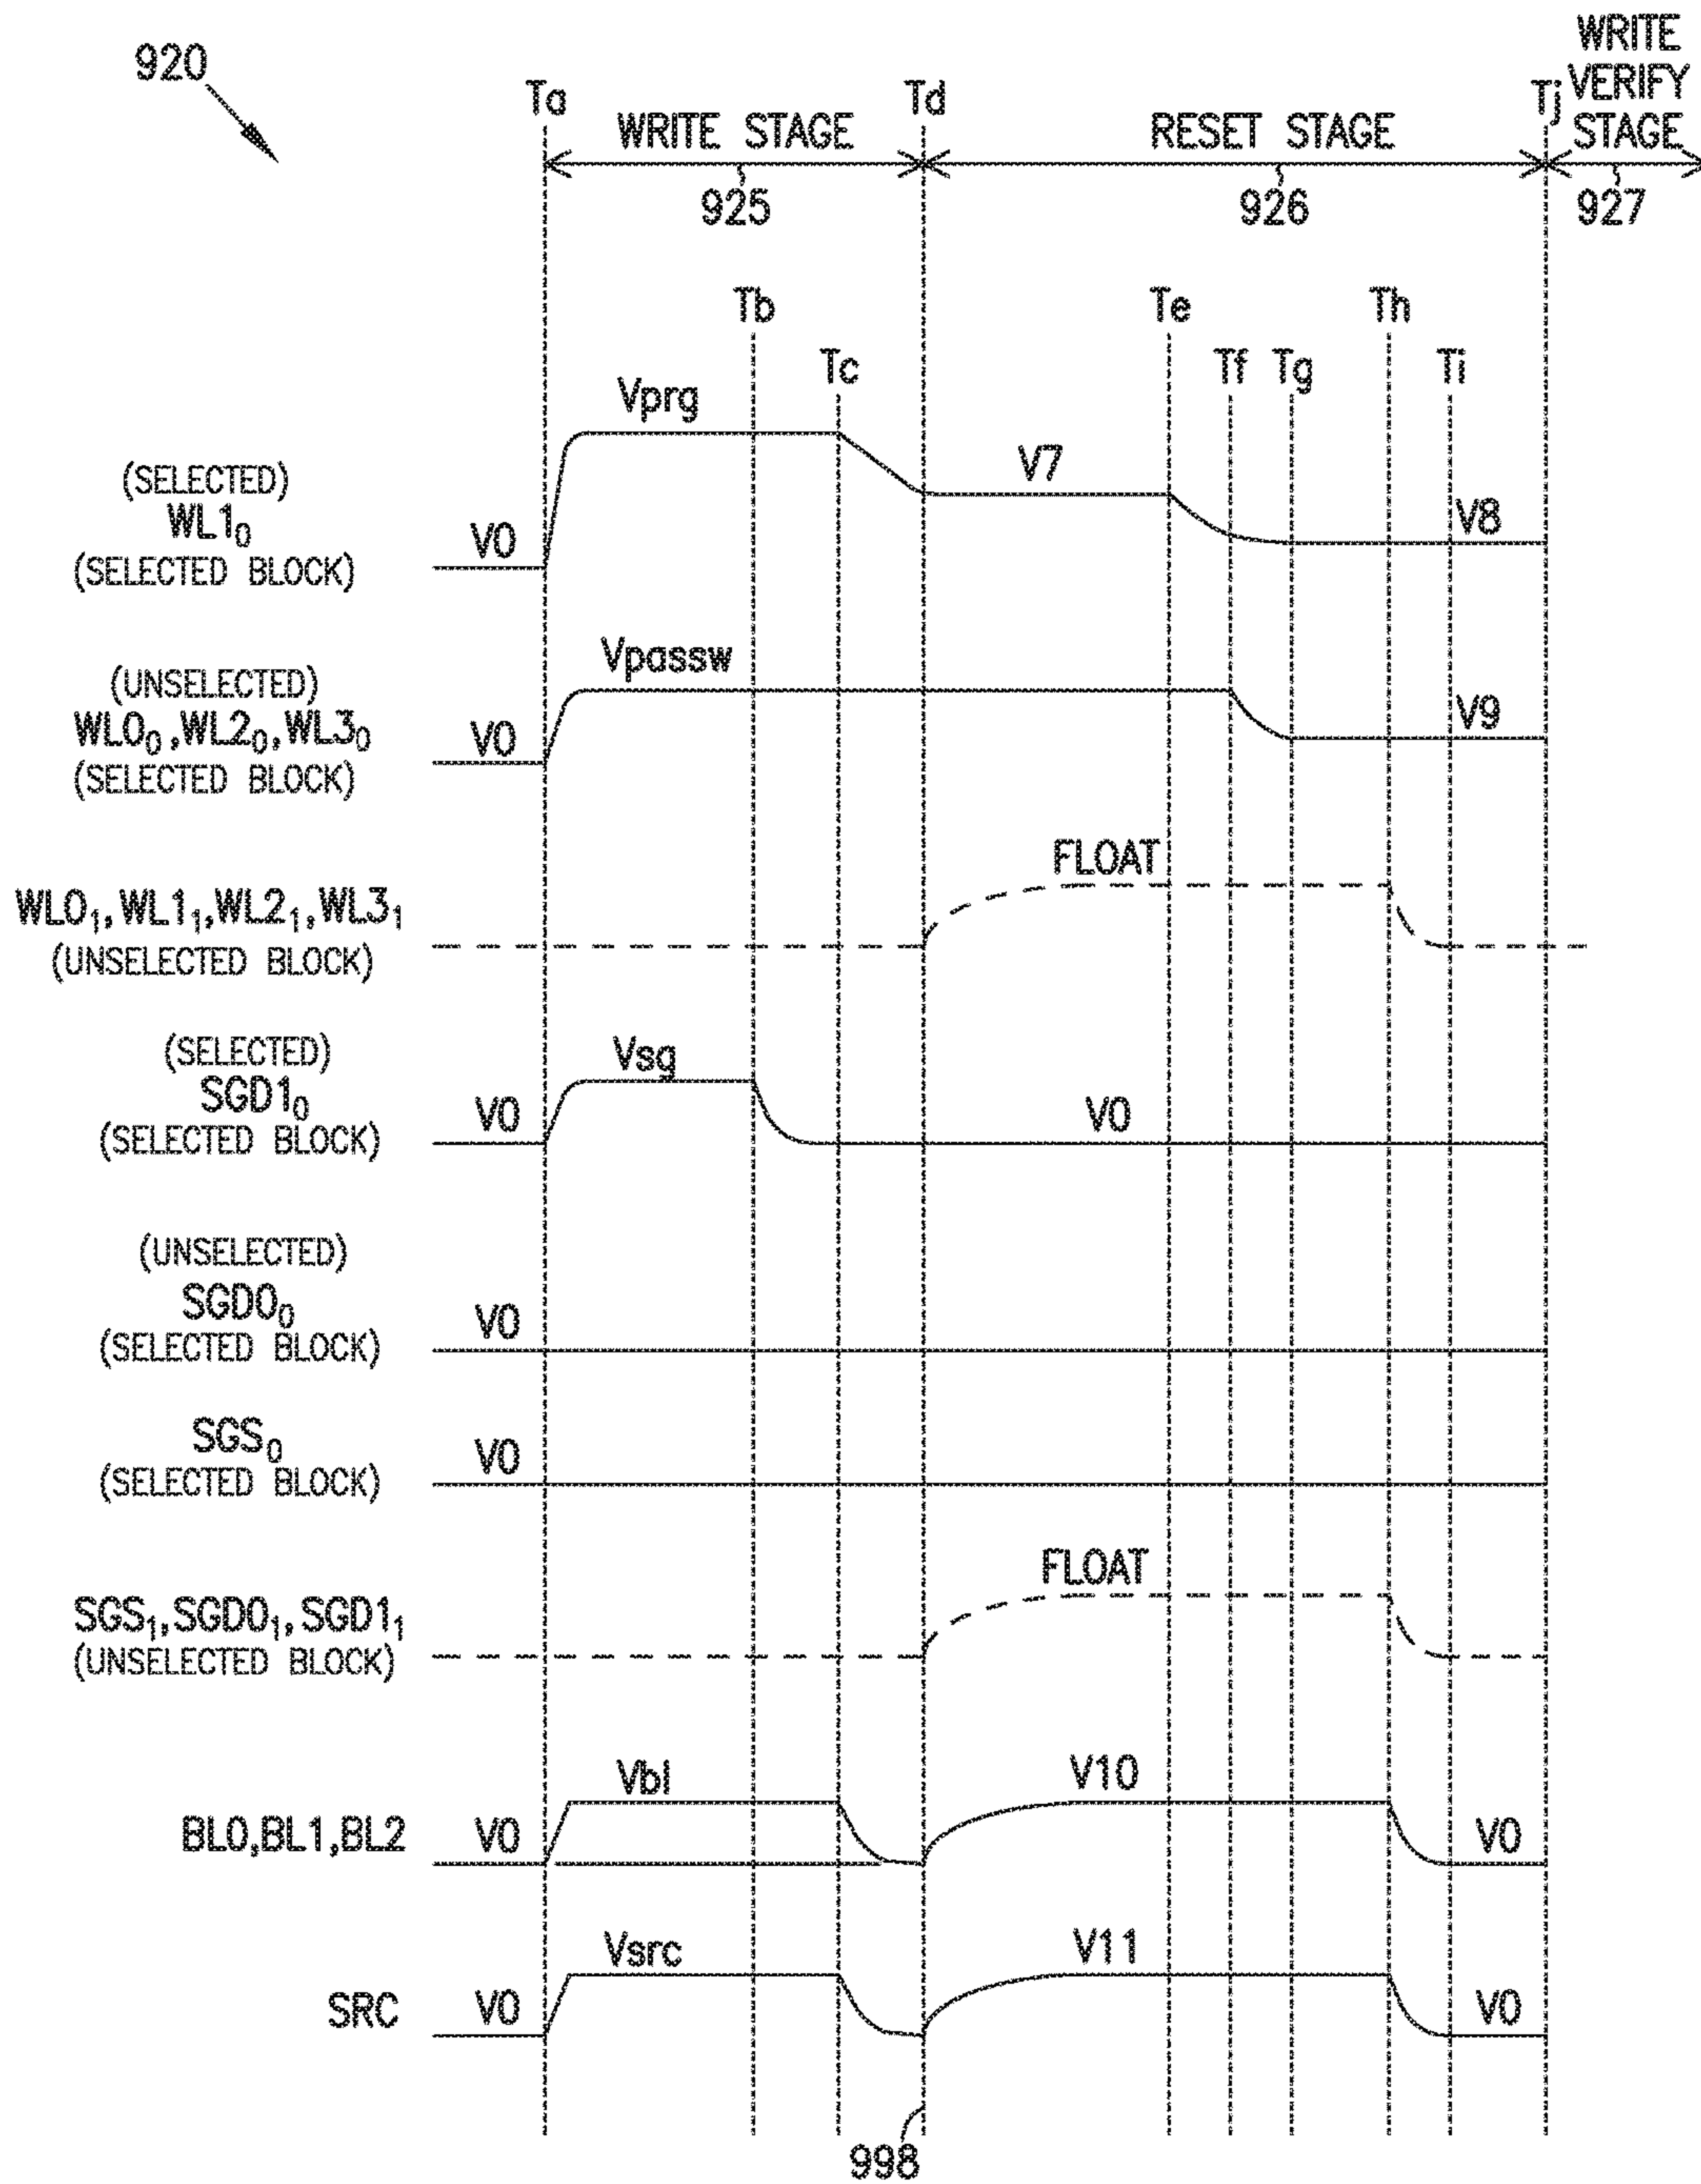 920
WRITE
VERIFY
STAGE
Ta
Td
Tj
WRITE STAGE
RESET STAGE
925
926
927
Tb
Te
Th
Tc
Tf
Tg
Ti
Vprg
V7
(SELECTED)
WL1₀
(SELECTED BLOCK)
V0
V8
Vpassw
(UNSELECTED)
WL0₀,WL2₀,WL3₀
(SELECTED BLOCK)
V0
V9
FLOAT
WL0₁,WL1₁,WL2₁,WL3₁
(UNSELECTED BLOCK)
(SELECTED)
SGD1₀
(SELECTED BLOCK)
V0
Vsg
V0
(UNSELECTED)
SGD0₀
(SELECTED BLOCK)
V0
SGS₀
(SELECTED BLOCK)
V0
FLOAT
SGS₁,SGD0₁,SGD1₁
(UNSELECTED BLOCK)
Vbl
V10
BL0,BL1,BL2
V0
V0
Vsrc
V11
SRC
V0
V0
998